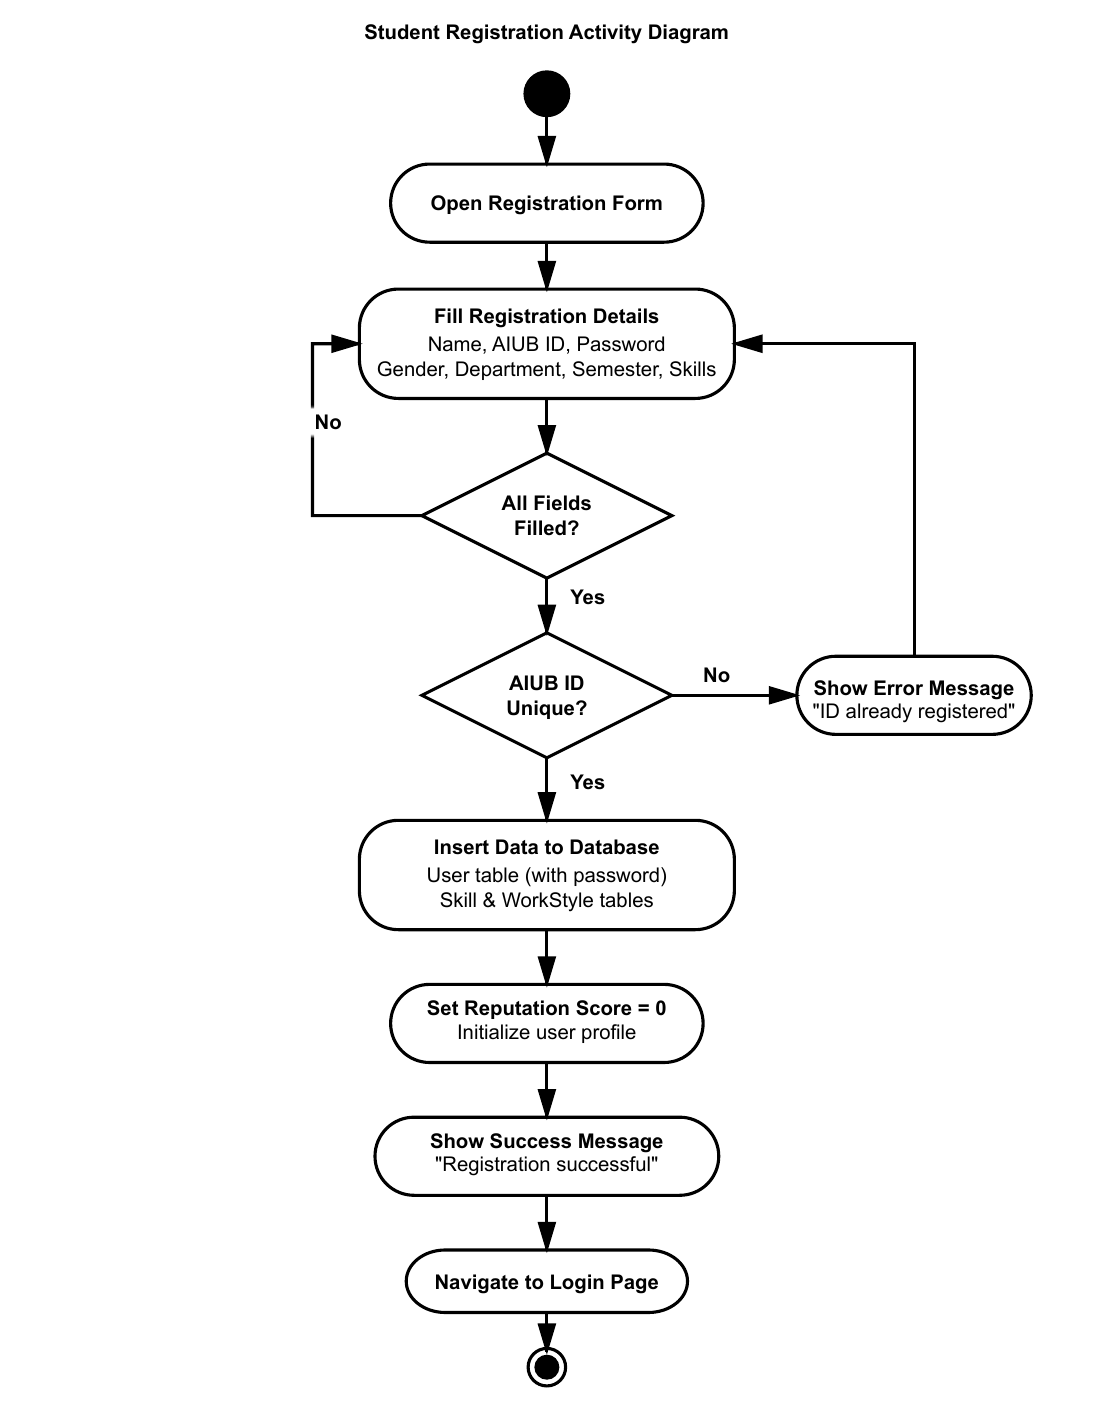 Student Registration Activity Diagram
Open Registration Form
Fill Registration Details
Name, AIUB ID, Password
Gender, Department, Semester, Skills
No
All Fields
Filled?
Yes
AIUB ID
Unique?
No
Show Error Message
"ID already registered"
Yes
Insert Data to Database
User table (with password)
Skill & WorkStyle tables
Set Reputation Score = 0
Initialize user profile
Show Success Message
"Registration successful"
Navigate to Login Page